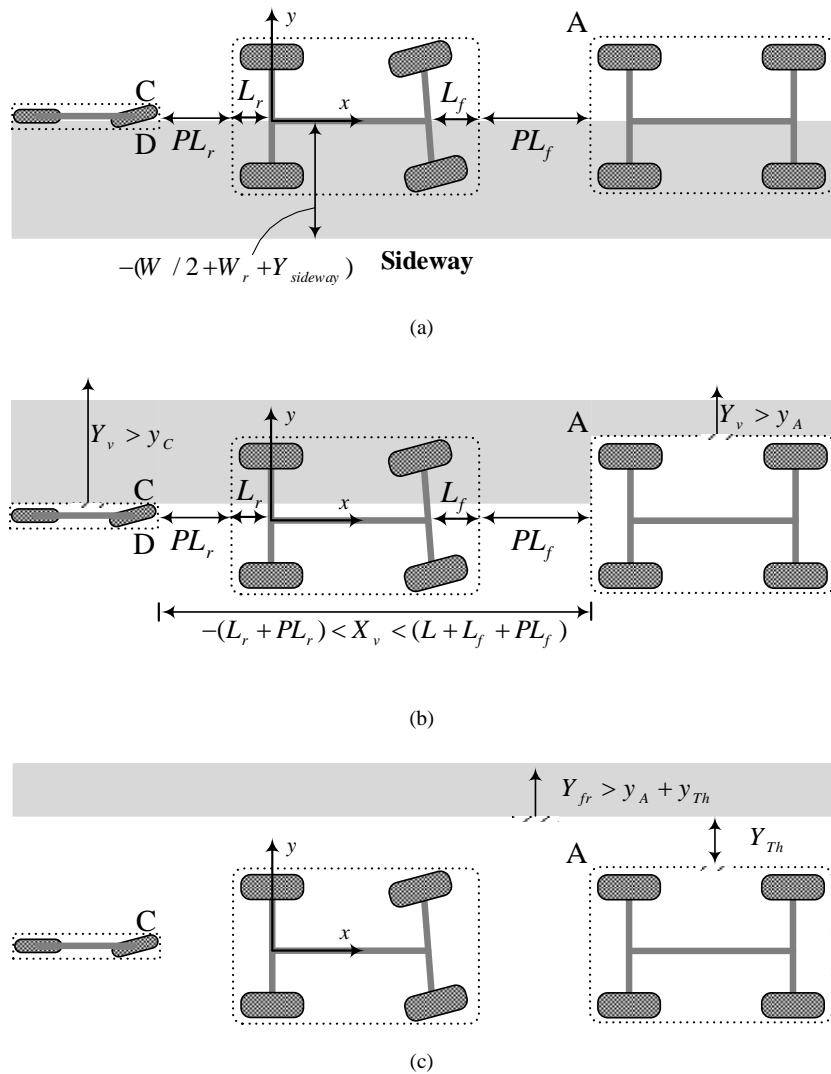 A
y
C
L_r
x
L_f
D
PL_r
PL_f
−(W / 2+W_r +Y_sideway )
Sideway
(a)
y
A
Y_v > y_C
Y_v > y_A
C
L_r
x
L_f
D
PL_r
PL_f
−(L_r + PL_r) < X_v < (L + L_f + PL_f)
(b)
Y_fr > y_A + y_Th
y
A
Y_Th
C
x
(c)